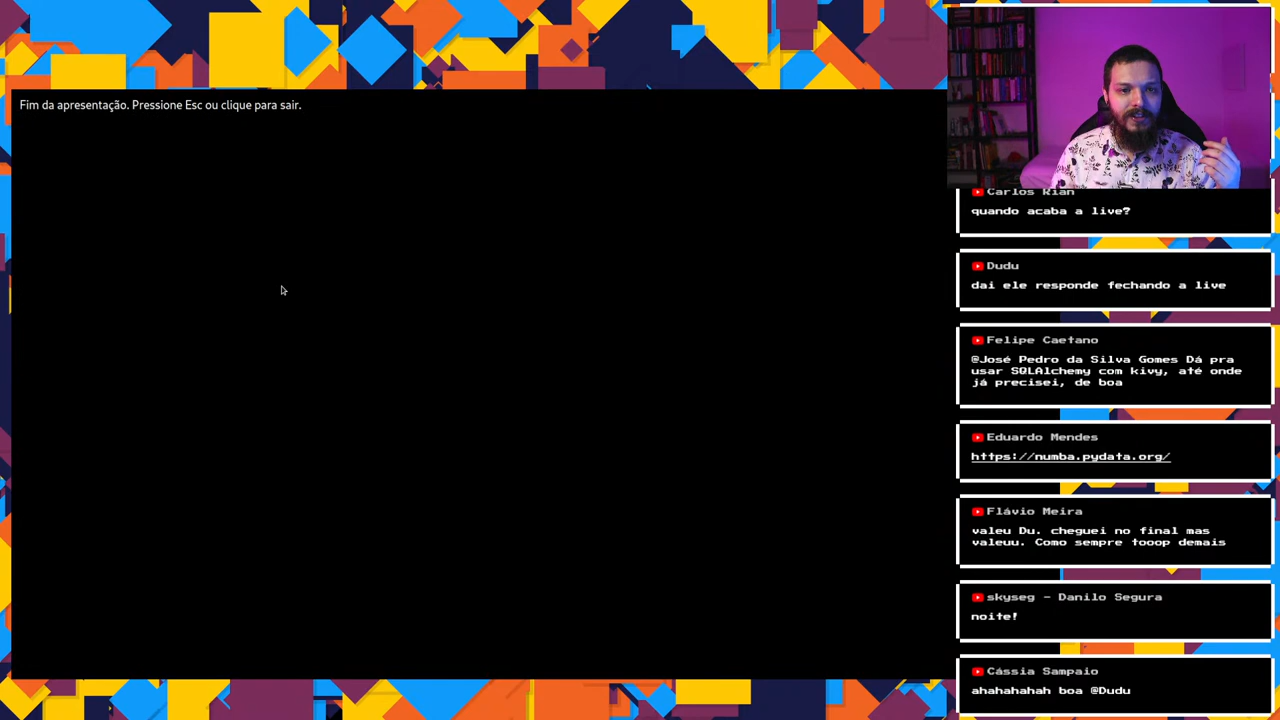 Fim da apresentação. Pressione Esc ou clique para sair.
Carlos Rian
quando acaba a live?
Dudu
dai ele responde fechando a live
Felipe Caetano
@José Pedro da Silva Gomes Dá pra
usar SQLAlchemy com kivy, até onde
já precisei, de boa
Eduardo Mendes
https://numba.pydata.org/
Flávio Meira
valeu Du. cheguei no final mas
valeuu. Como sempre tooop demais
skyseg - Danilo Segura
noite!
Cássia Sampaio
ahahahahah boa @Dudu